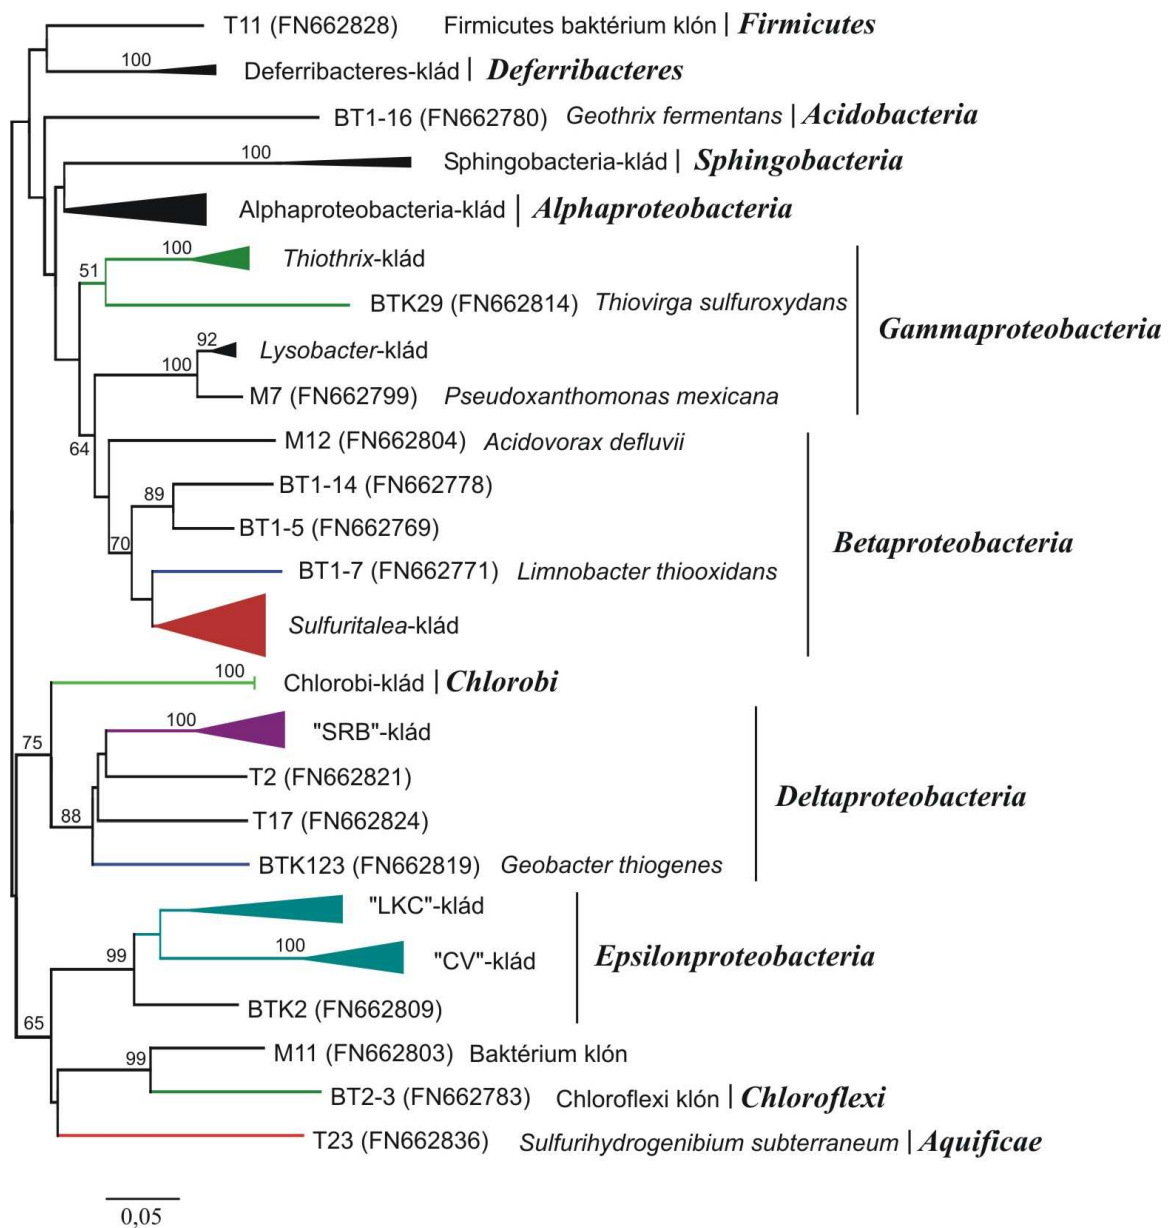 T11 (FN662828) Firmicutes baktérium klón | Firmicutes
100
Deferribacteres-klád | Deferribacteres
BT1-16 (FN662780) Geothrix fermentans | Acidobacteria
100
Sphingobacteria-klád | Sphingobacteria
Alphaproteobacteria-klád | Alphaproteobacteria
100
Thiothrix-klád
51
BTK29 (FN662814) Thiovirga sulfuroxydans
Gammaproteobacteria
92
Lysobacter-klád
100
M7 (FN662799) Pseudoxanthomonas mexicana
64
M12 (FN662804) Acidovorax defluvii
BT1-14 (FN662778)
89
BT1-5 (FN662769)
70
Betaproteobacteria
BT1-7 (FN662771) Limnobacter thiooxidans
Sulfuritalea-klád
100
Chlorobi-klád | Chlorobi
100
"SRB"-klád
75
T2 (FN662821)
Deltaproteobacteria
88
T17 (FN662824)
BTK123 (FN662819) Geobacter thiogenes
"LKC"-klád
100
99
"CV"-klád
Epsilonproteobacteria
BTK2 (FN662809)
65
M11 (FN662803) Baktérium klón
99
BT2-3 (FN662783) Chloroflexi klón | Chloroflexi
T23 (FN662836) Sulfurihydrogenibium subterraneum | Aquificae
0,05